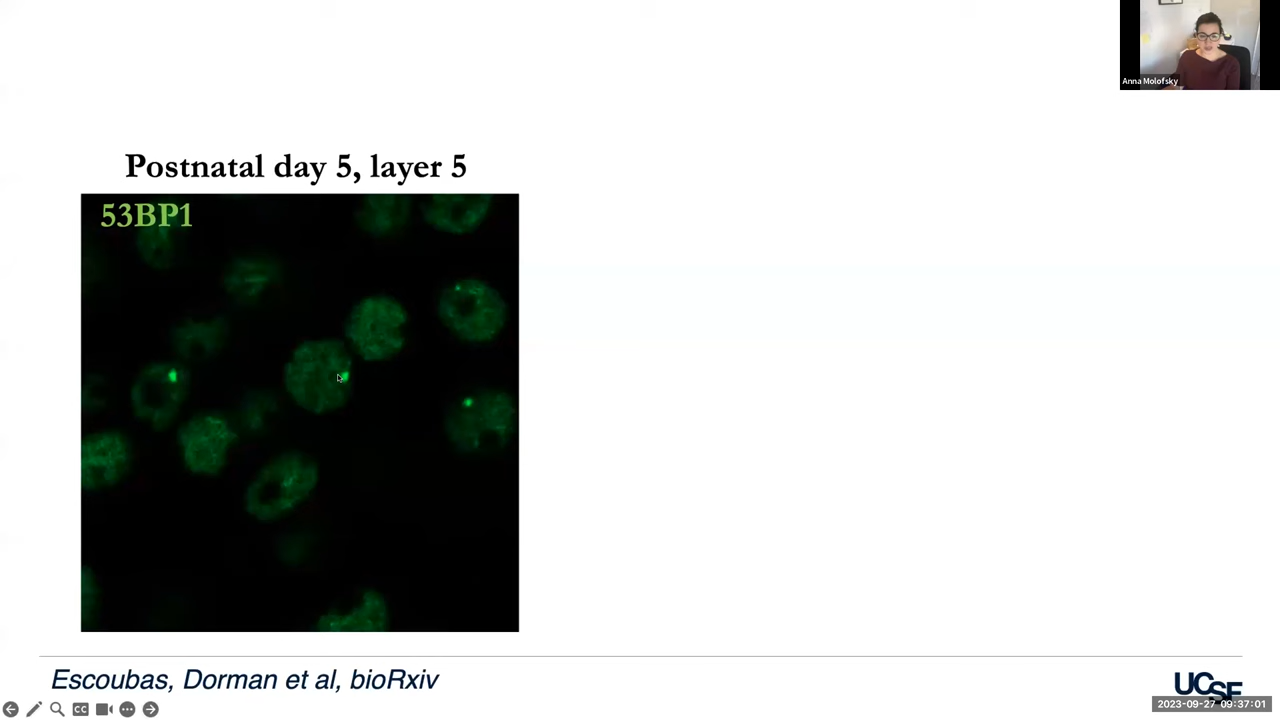 Anna Molofsky
Postnatal day 5, layer 5
53BP1
Escoubas, Dorman et al, bioRxiv
UCSF
2023-09-27 09:37:01
CC